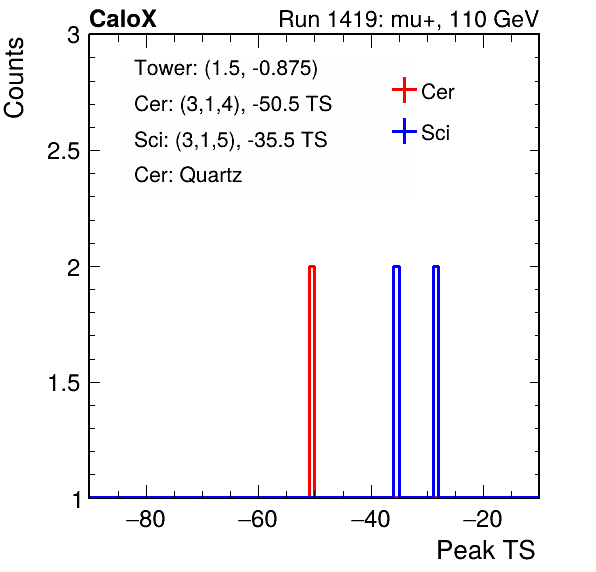 CaloX Run 1419: mu+, 110 GeV
Counts
Tower: (1.5, -0.875)
Cer: (3,1,4), -50.5 TS
Sci: (3,1,5), -35.5 TS
Cer: Quartz
Cer
Sci
3
2.5
2
1.5
1
−80 −60 −40 −20
Peak TS